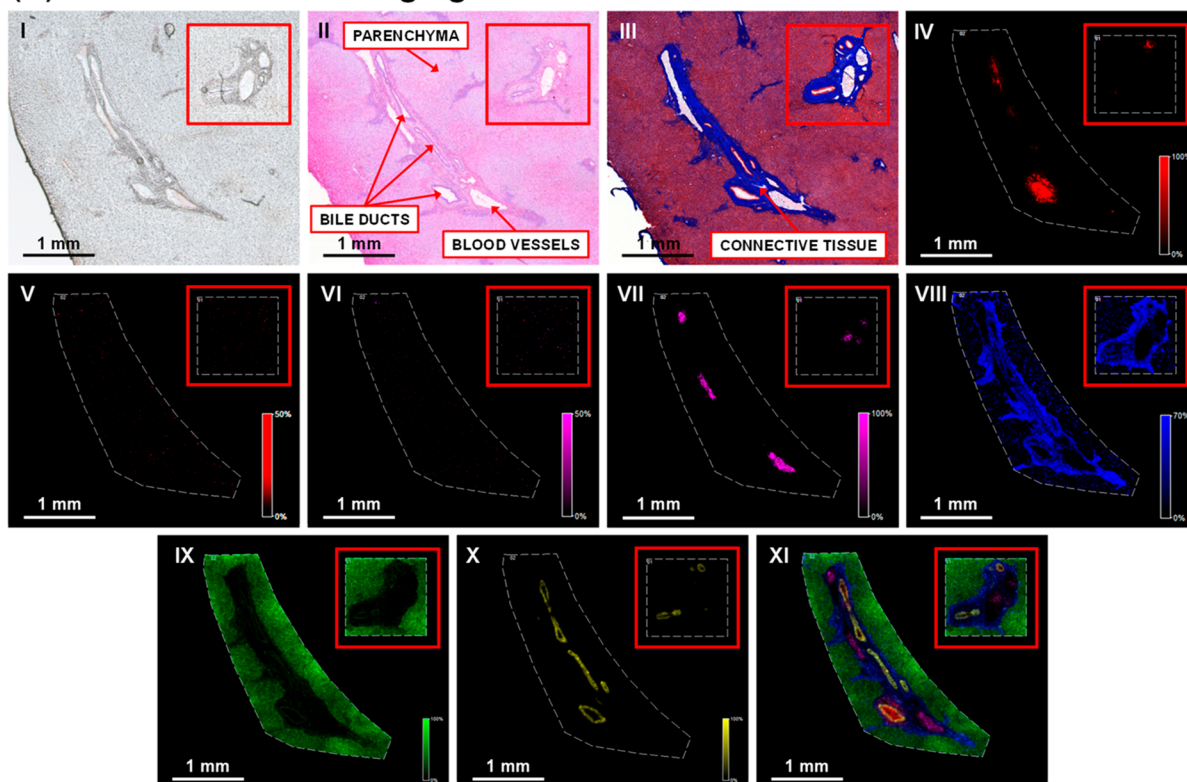 I
1 mm
II
PARENCHYMA
BILE DUCTS
BLOOD VESSELS
1 mm
III
CONNECTIVE TISSUE
1 mm
IV
100%
0%
1 mm
V
50%
0%
1 mm
VI
50%
0%
1 mm
VII
100%
0%
1 mm
VIII
70%
0%
1 mm
IX
100%
0%
1 mm
X
100%
0%
1 mm
XI
1 mm